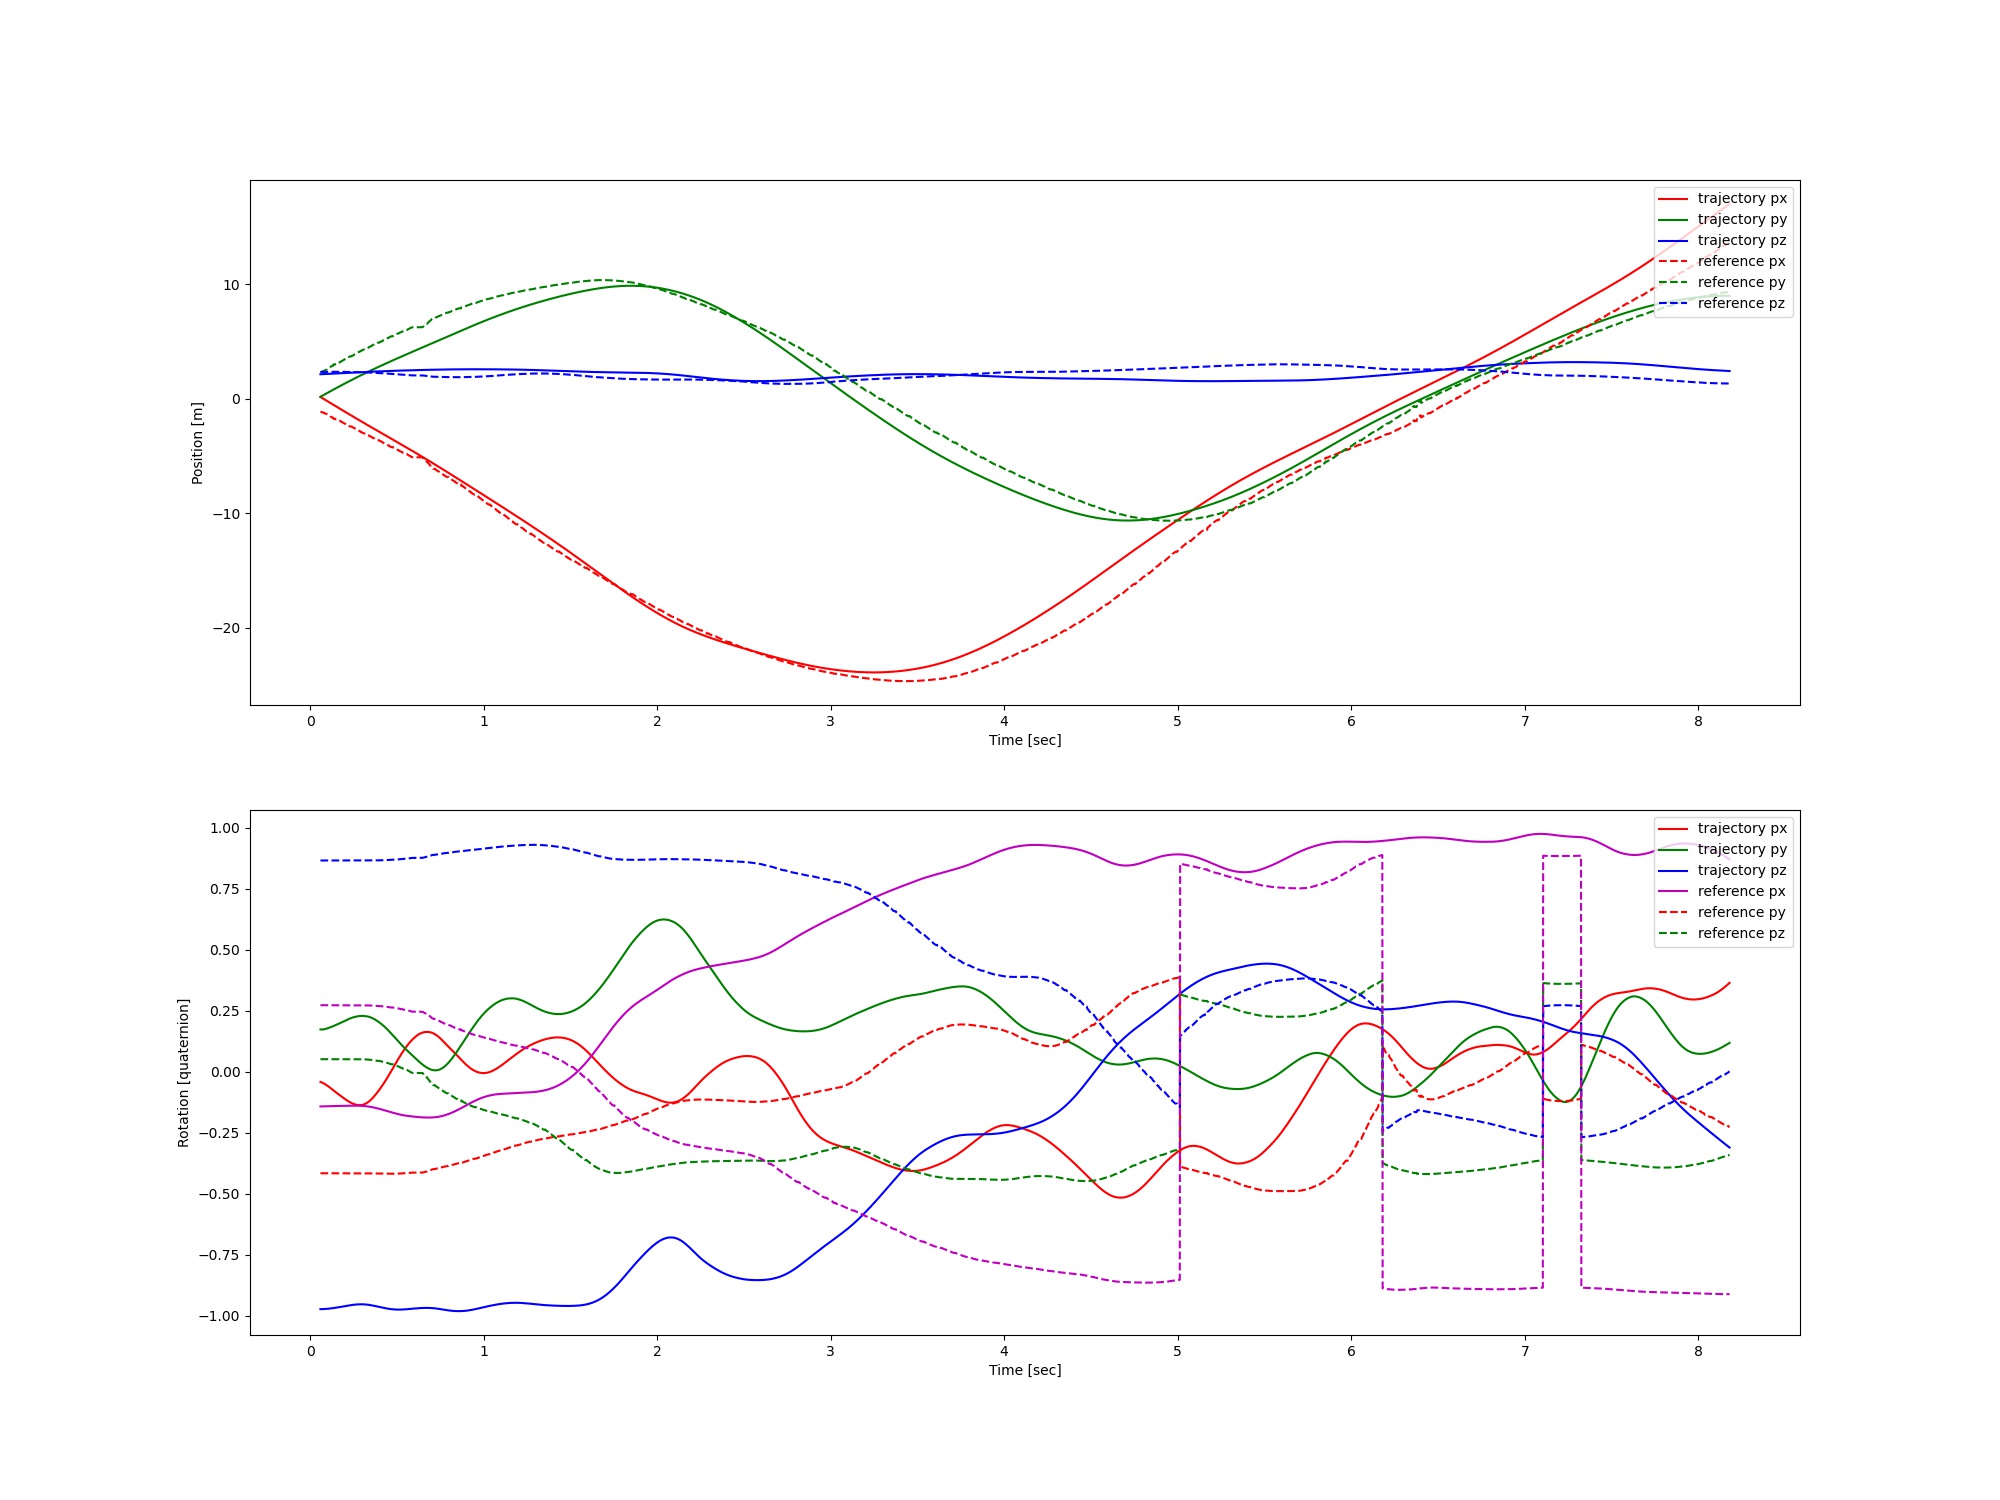 trajectory px
trajectory py
trajectory pz
reference px
reference py
reference pz
10
0
−10
−20
Position [m]
0 1 2 3 4 5 6 7 8
Time [sec]
trajectory px
trajectory py
trajectory pz
reference px
reference py
reference pz
1.00
0.75
0.50
0.25
0.00
−0.25
−0.50
−0.75
−1.00
Rotation [quaternion]
0 1 2 3 4 5 6 7 8
Time [sec]